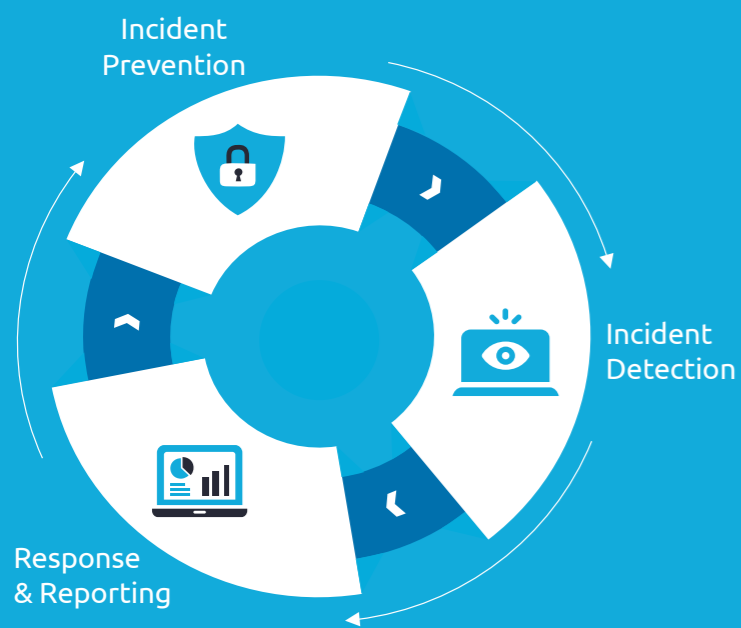 Incident
Prevention
Incident
Detection
Response
& Reporting